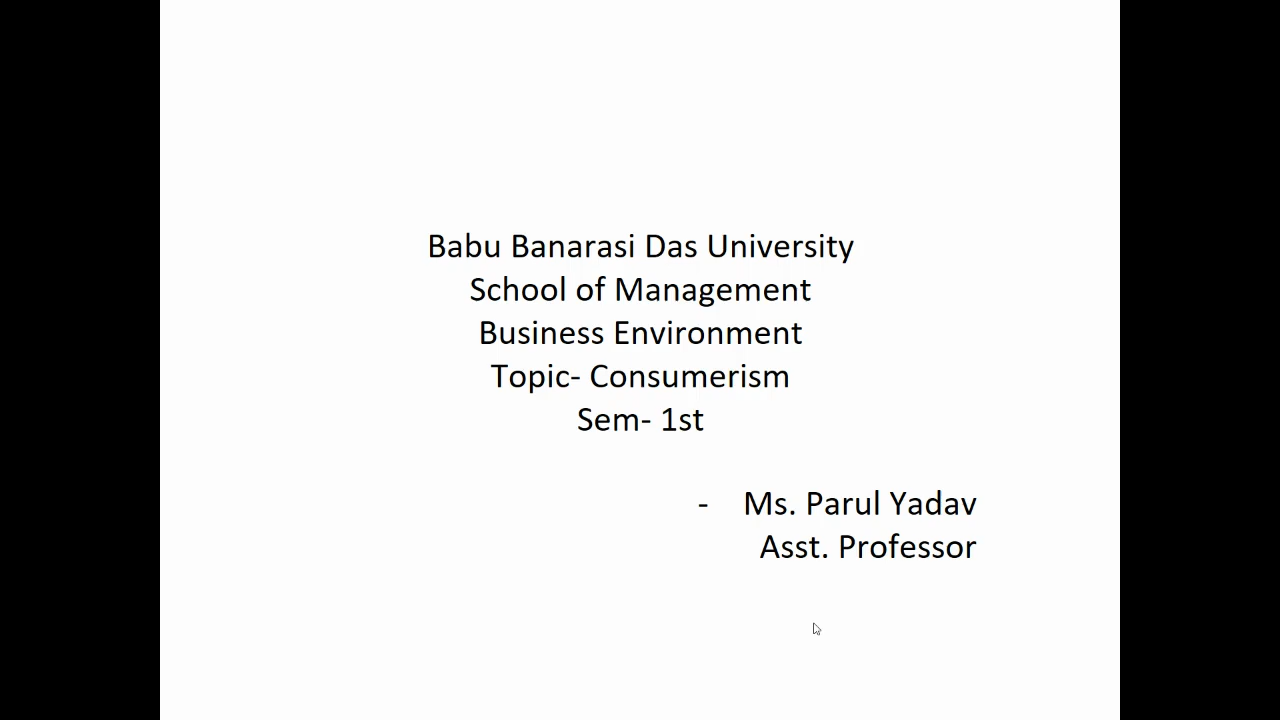 Babu Banarasi Das University
School of Management
Business Environment
Topic- Consumerism
Sem- 1st
- Ms. Parul Yadav
Asst. Professor